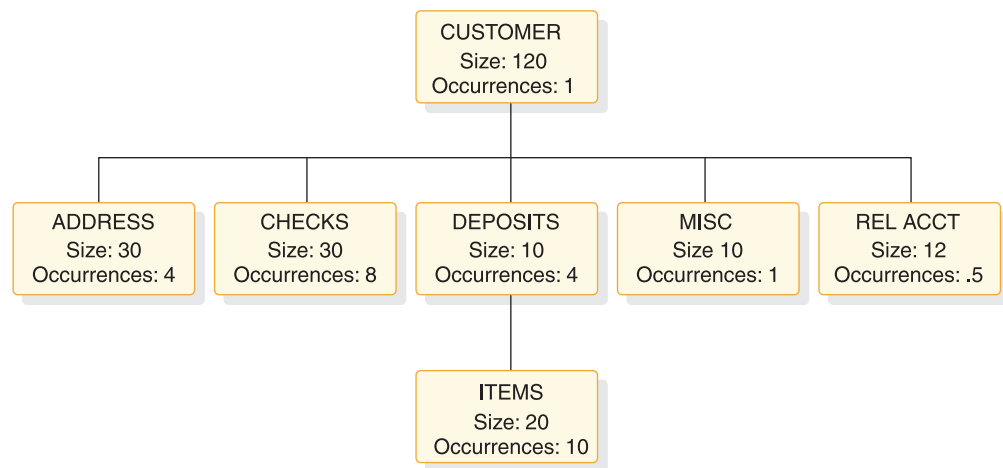 CUSTOMER
Size: 120
Occurrences: 1
ADDRESS
Size: 30
Occurrences: 4
CHECKS
Size: 30
Occurrences: 8
DEPOSITS
Size: 10
Occurrences: 4
MISC
Size 10
Occurrences: 1
REL ACCT
Size: 12
Occurrences: .5
ITEMS
Size: 20
Occurrences: 10